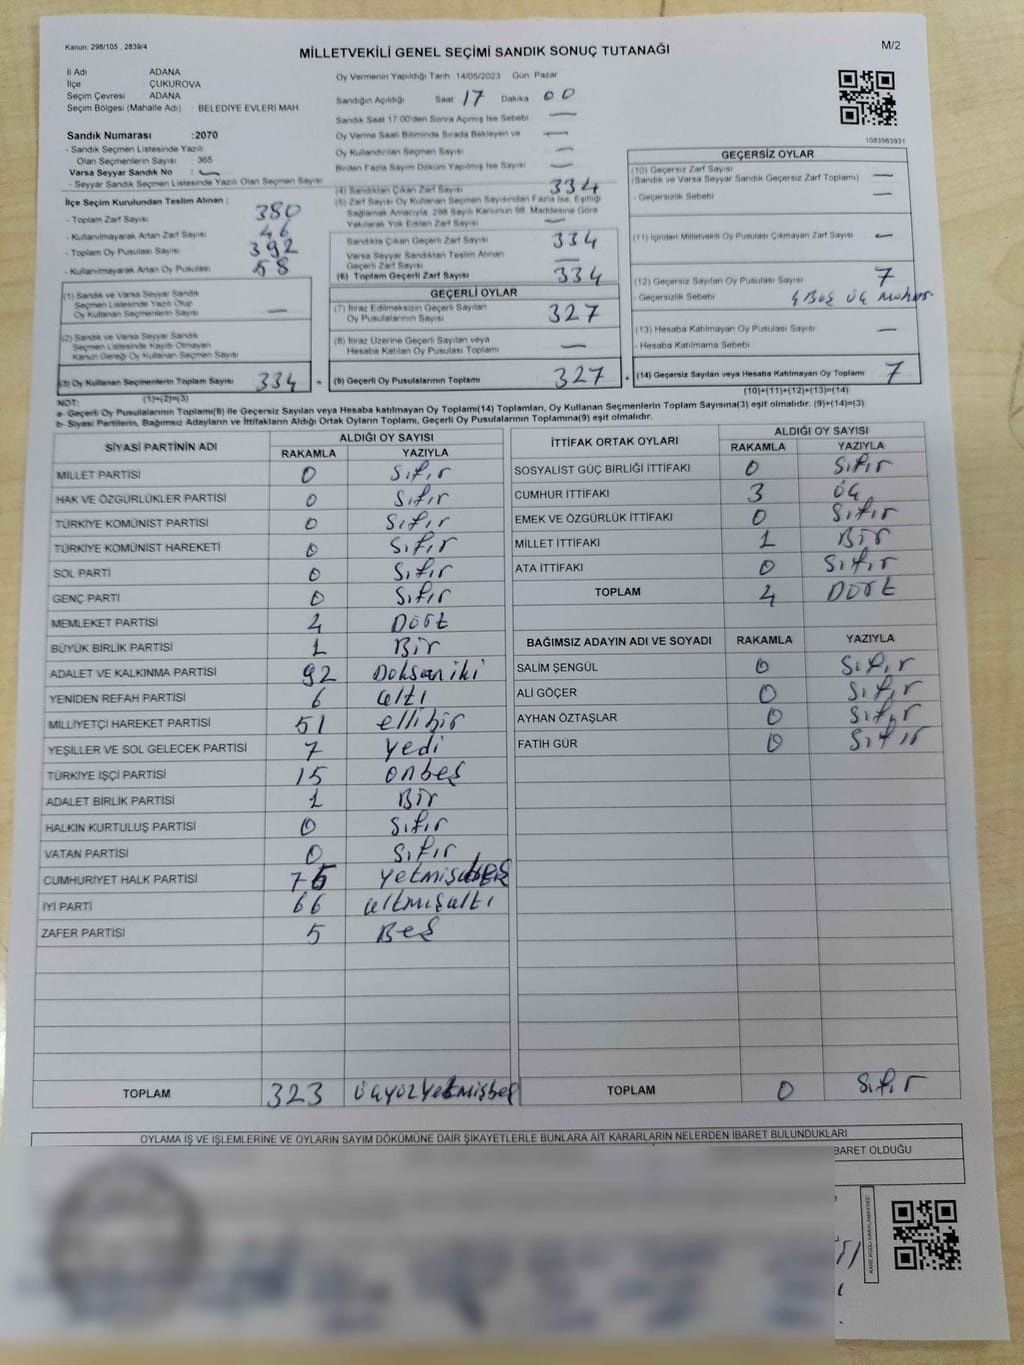 Kanun: 298/105 , 2839/4
MİLLETVEKİLİ GENEL SEÇİMİ SANDIK SONUÇ TUTANAĞI
M/2
İl Adı ADANA
İlçe ÇUKUROVA
Seçim Çevresi ADANA
Seçim Bölgesi (Mahalle Adı) : BELEDİYE EVLERİ MAH.
Sandık Numarası :2070
- Sandık Seçmen Listesinde Yazılı
Olan Seçmenlerin Sayısı : 365
Varsa Seyyar Sandık No : —
- Seyyar Sandık Seçmen Listesinde Yazılı Olan Seçmen Sayısı
İlçe Seçim Kurulundan Teslim Alınan :
- Toplam Zarf Sayısı 380
- Kullanılmayarak Artan Zarf Sayısı 46
- Toplam Oy Pusulası Sayısı 392
- Kullanılmayarak Artan Oy Pusulası 58
(1) Sandık ve Varsa Seyyar Sandık
Seçmen Listesinde Yazılı Olup
Oy Kullanan Seçmenlerin Sayısı —
(2) Sandık ve Varsa Seyyar Sandık
Seçmen Listesinde Kayıtlı Olmayan
Kanun Gereği Oy Kullanan Seçmen Sayısı
(3) Oy Kullanan Seçmenlerin Toplam Sayısı 334 =
(1)+(2)=(3)
Oy Vermenin Yapıldığı Tarih 14/05/2023 Gün Pazar
Sandığın Açıldığı Saat 17 Dakika 00
Sandık Saat 17:00'den Sonra Açılmış İse Sebebi —
Oy Verme Saati Bitiminde Sırada Bekleyen ve —
Oy Kullandırılan Seçmen Sayısı —
Birden Fazla Sayım Döküm Yapılmış İse Sayısı —
(4) Sandıktan Çıkan Zarf Sayısı 334
(5) Zarf Sayısı Oy Kullanan Seçmen Sayısından Fazla İse, Eşitliği
Sağlamak Amacıyla, 298 Sayılı Kanunun 98. Maddesine Göre
Yakılarak Yok Edilen Zarf Sayısı —
Sandıkta Çıkan Geçerli Zarf Sayısı 334
Varsa Seyyar Sandıktan Teslim Alınan
Geçerli Zarf Sayısı —
(6) Toplam Geçerli Zarf Sayısı 334
GEÇERLİ OYLAR
(7) İtiraz Edilmeksizin Geçerli Sayılan
Oy Pusulalarının Sayısı 327
(8) İtiraz Üzerine Geçerli Sayılan veya
Hesaba Katılan Oy Pusulası Toplamı —
(9) Geçerli Oy Pusulalarının Toplamı 327 +
1083563931
GEÇERSİZ OYLAR
(10) Geçersiz Zarf Sayısı
(Sandık ve Varsa Seyyar Sandık Geçersiz Zarf Toplamı) —
- Geçersizlik Sebebi —
(11) İçinden Milletvekili Oy Pusulası Çıkmayan Zarf Sayısı —
(12) Geçersiz Sayılan Oy Pusulası Sayısı 7
- Geçersizlik Sebebi 4 Boş üç mühür
(13) Hesaba Katılmayan Oy Pusulası Sayısı —
- Hesaba Katılmama Sebebi
(14) Geçersiz Sayılan veya Hesaba Katılmayan Oy Toplamı 7
(10)+(11)+(12)+(13)=(14)
NOT:
a- Geçerli Oy Pusulalarının Toplamı(9) ile Geçersiz Sayılan veya Hesaba katılmayan Oy Toplamı(14) Toplamları, Oy Kullanan Seçmenlerin Toplam Sayısına(3) eşit olmalıdır. (9)+(14)=(3)
b- Siyasi Partilerin, Bağımsız Adayların ve İttifakların Aldığı Ortak Oyların Toplamı, Geçerli Oy Pusulalarının Toplamına(9) eşit olmalıdır.
SİYASİ PARTİNİN ADI ALDIĞI OY SAYISI
RAKAMLA YAZIYLA
MİLLET PARTİSİ 0 Sıfır
HAK VE ÖZGÜRLÜKLER PARTİSİ 0 Sıfır
TÜRKİYE KOMÜNİST PARTİSİ 0 Sıfır
TÜRKİYE KOMÜNİST HAREKETİ 0 Sıfır
SOL PARTİ 0 Sıfır
GENÇ PARTİ 0 Sıfır
MEMLEKET PARTİSİ 4 Dört
BÜYÜK BİRLİK PARTİSİ 1 Bir
ADALET VE KALKINMA PARTİSİ 92 Doksaniki
YENİDEN REFAH PARTİSİ 6 altı
MİLLİYETÇİ HAREKET PARTİSİ 51 ellibir
YEŞİLLER VE SOL GELECEK PARTİSİ 7 yedi
TÜRKİYE İŞÇİ PARTİSİ 15 onbeş
ADALET BİRLİK PARTİSİ 1 Bir
HALKIN KURTULUŞ PARTİSİ 0 Sıfır
VATAN PARTİSİ 0 Sıfır
CUMHURİYET HALK PARTİSİ 75 yetmişbeş
İYİ PARTİ 66 altmışaltı
ZAFER PARTİSİ 5 Beş
TOPLAM 323 üçyüzyetmişbeş
İTTİFAK ORTAK OYLARI ALDIĞI OY SAYISI
RAKAMLA YAZIYLA
SOSYALİST GÜÇ BİRLİĞİ İTTİFAKI 0 Sıfır
CUMHUR İTTİFAKI 3 üç
EMEK VE ÖZGÜRLÜK İTTİFAKI 0 Sıfır
MİLLET İTTİFAKI 1 Bir
ATA İTTİFAKI 0 Sıfır
TOPLAM 4 Dört
BAĞIMSIZ ADAYIN ADI VE SOYADI RAKAMLA YAZIYLA
SALİM ŞENGÜL 0 Sıfır
ALİ GÖÇER 0 Sıfır
AYHAN ÖZTAŞLAR 0 Sıfır
FATİH GÜR 0 Sıfır
TOPLAM 0 Sıfır
OYLAMA İŞ VE İŞLEMLERİNE VE OYLARIN SAYIM DÖKÜMÜNE DAİR ŞİKAYETLERLE BUNLARA AİT KARARLARIN NELERDEN İBARET BULUNDUKLARI
BARET OLDUĞU
KARE KODU KARALAMAYINIZ!